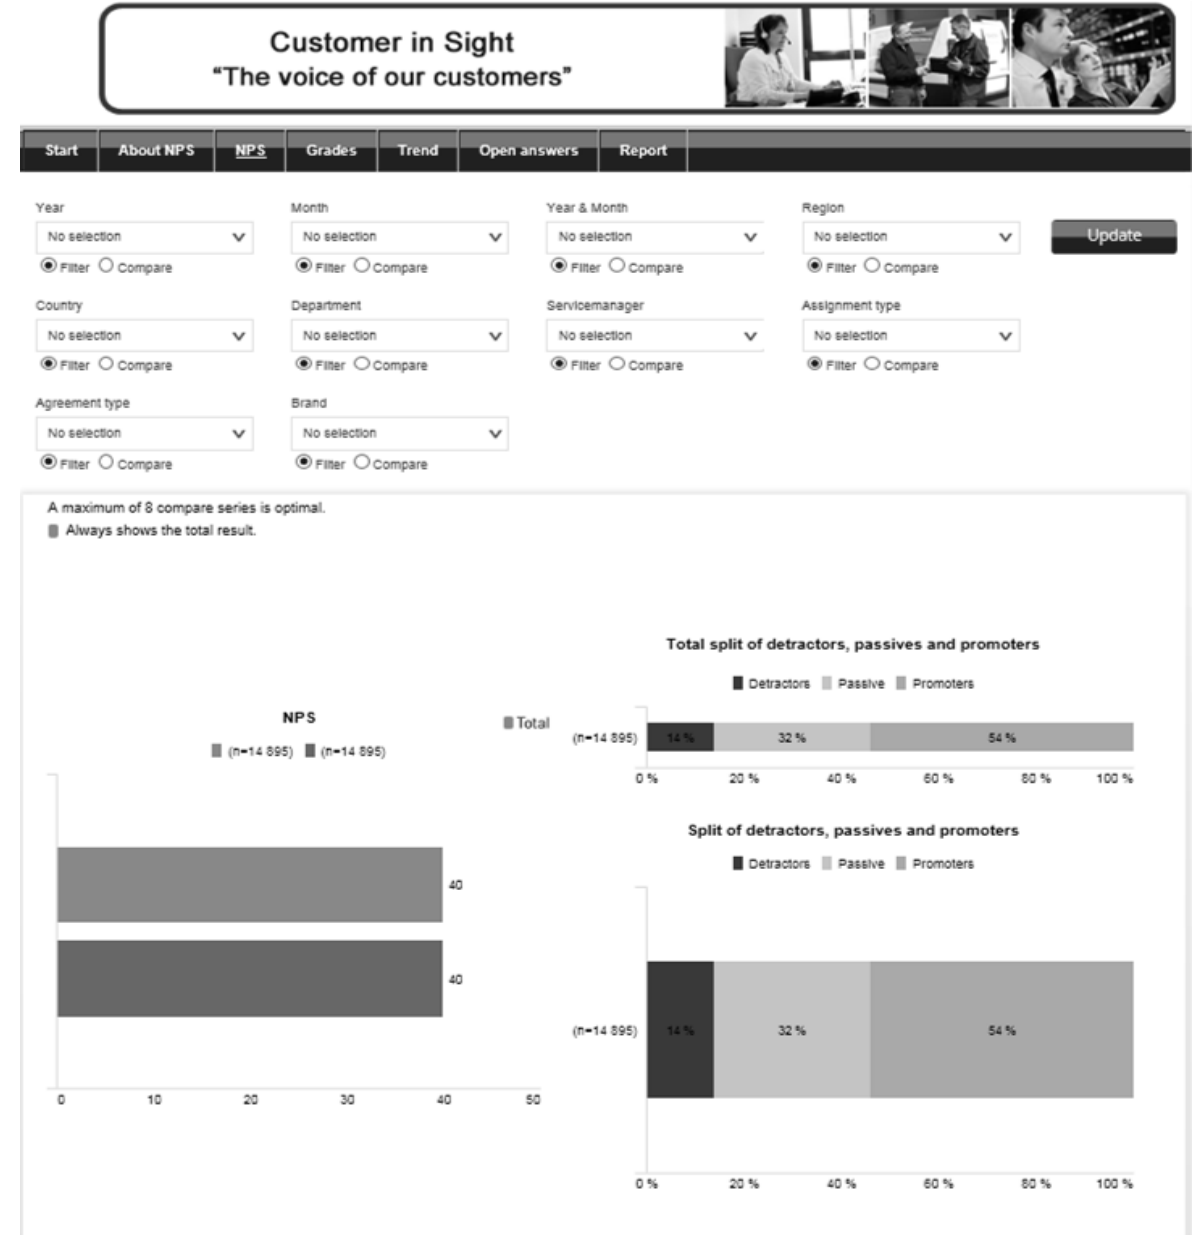 Customer in Sight
“The voice of our customers”
Start About NPS NPS Grades Trend Open answers Report
Year Month Year & Month Region
No selection No selection No selection No selection Update
Filter Compare Filter Compare Filter Compare Filter Compare
Country Department Servicemanager Assignment type
No selection No selection No selection No selection
Filter Compare Filter Compare Filter Compare Filter Compare
Agreement type Brand
No selection No selection
Filter Compare Filter Compare
A maximum of 8 compare series is optimal.
Always shows the total result.
NPS
(n=14 895) (n=14 895)
Total
40
40
0 10 20 30 40 50
Total split of detractors, passives and promoters
Detractors Passive Promoters
(n=14 895) 14 % 32 % 54 %
0 % 20 % 40 % 60 % 80 % 100 %
Split of detractors, passives and promoters
Detractors Passive Promoters
(n=14 895) 14 % 32 % 54 %
0 % 20 % 40 % 60 % 80 % 100 %